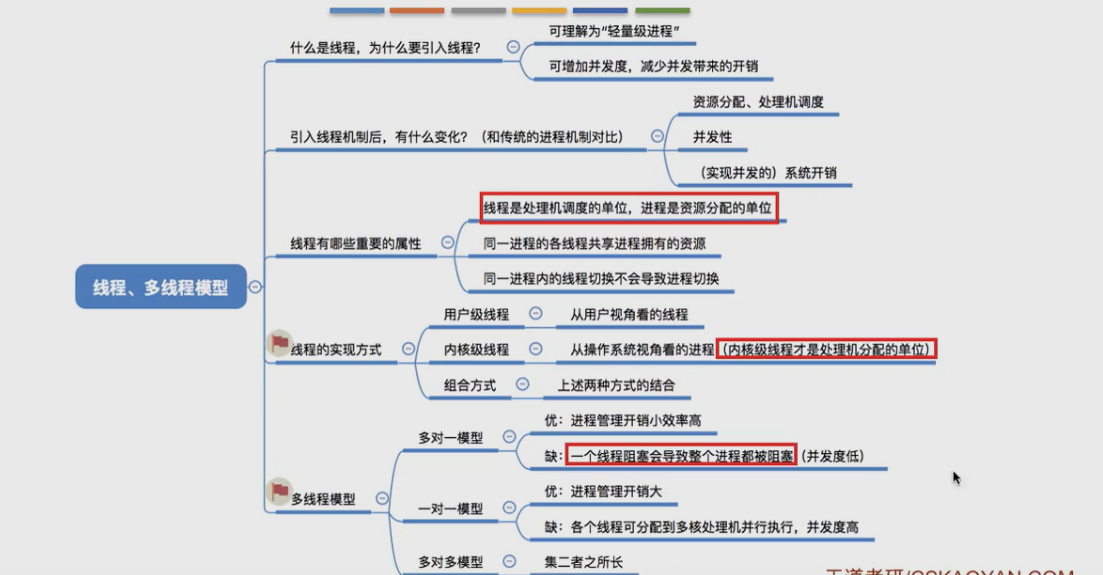 什么是线程，为什么要引入线程？
可理解为“轻量级进程”
可增加并发度，减少并发带来的开销
引入线程机制后，有什么变化？（和传统的进程机制对比）
资源分配、处理机调度
并发性
（实现并发的）系统开销
线程、多线程模型
线程有哪些重要的属性
线程是处理机调度的单位，进程是资源分配的单位
同一进程的各线程共享进程拥有的资源
同一进程内的线程切换不会导致进程切换
线程的实现方式
用户级线程
从用户视角看的线程
内核级线程
从操作系统视角看的进程（内核级线程才是处理机分配的单位）
组合方式
上述两种方式的结合
多线程模型
多对一模型
优：进程管理开销小效率高
缺：一个线程阻塞会导致整个进程都被阻塞（并发度低）
一对一模型
优：进程管理开销大
缺：各个线程可分配到多核处理机并行执行，并发度高
多对多模型
集二者之所长